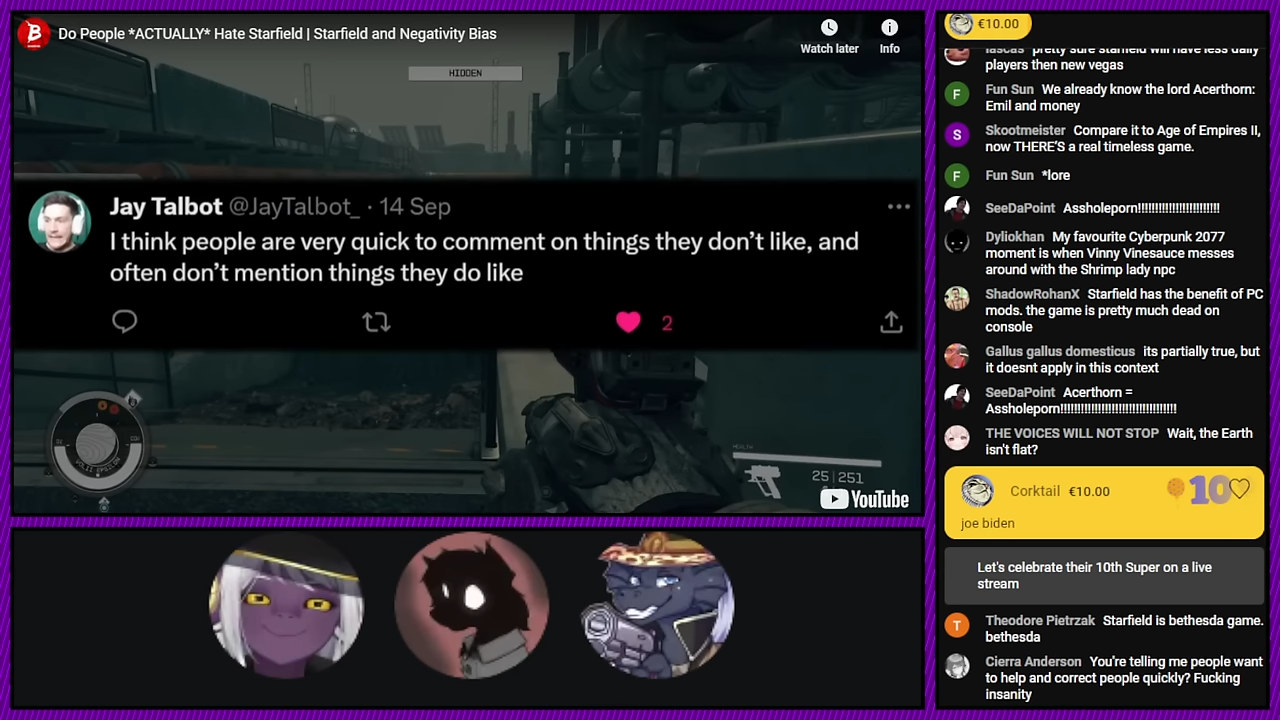 Do People *ACTUALLY* Hate Starfield | Starfield and Negativity Bias
Watch later
Info
HIDDEN
Jay Talbot @JayTalbot_ · 14 Sep
I think people are very quick to comment on things they don't like, and
often don't mention things they do like
2
25|251
YouTube
€10.00
pretty sure starfield will have less daily
players then new vegas
F
Fun Sun We already know the lord Acerthorn:
Emil and money
S
Skootmeister Compare it to Age of Empires II,
now THERE'S a real timeless game.
F
Fun Sun *lore
SeeDaPoint Assholeporn!!!!!!!!!!!!!!!!!!!!!!!!
Dyliokhan My favourite Cyberpunk 2077
moment is when Vinny Vinesauce messes
around with the Shrimp lady npc
ShadowRohanX Starfield has the benefit of PC
mods. the game is pretty much dead on
console
Gallus gallus domesticus its partially true, but
it doesnt apply in this context
SeeDaPoint Acerthorn =
Assholeporn!!!!!!!!!!!!!!!!!!!!!!!!!!!!!!!!!!
THE VOICES WILL NOT STOP Wait, the Earth
isn't flat?
Corktail €10.00
10
joe biden
Let's celebrate their 10th Super on a live
stream
T
Theodore Pietrzak Starfield is bethesda game.
bethesda
Cierra Anderson You're telling me people want
to help and correct people quickly? Fucking
insanity